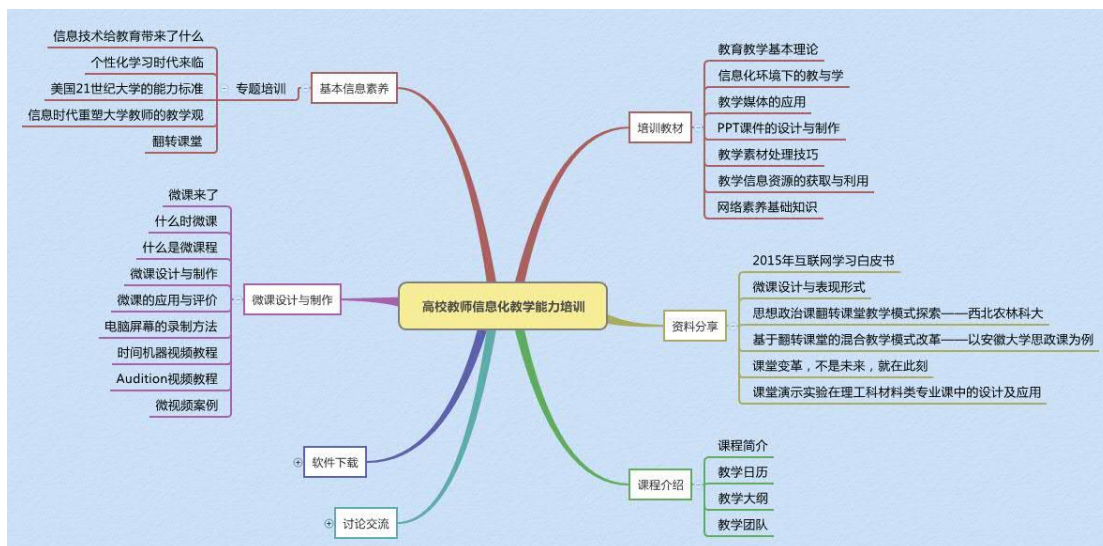 高校教师信息化教学能力培训
基本信息素养
专题培训
信息技术给教育带来了什么
个性化学习时代来临
美国21世纪大学的能力标准
信息时代重塑大学教师的教学观
翻转课堂
微课设计与制作
微课来了
什么时微课
什么是微课程
微课设计与制作
微课的应用与评价
电脑屏幕的录制方法
时间机器视频教程
Audition视频教程
微视频案例
软件下载
讨论交流
培训教材
教育教学基本理论
信息化环境下的教与学
教学媒体的应用
PPT课件的设计与制作
教学素材处理技巧
教学信息资源的获取与利用
网络素养基础知识
资料分享
2015年互联网学习白皮书
微课设计与表现形式
思想政治课翻转课堂教学模式探索——西北农林科大
基于翻转课堂的混合教学模式改革——以安徽大学思政课为例
课堂变革，不是未来，就在此刻
课堂演示实验在理工科材料类专业课中的设计及应用
课程介绍
课程简介
教学日历
教学大纲
教学团队